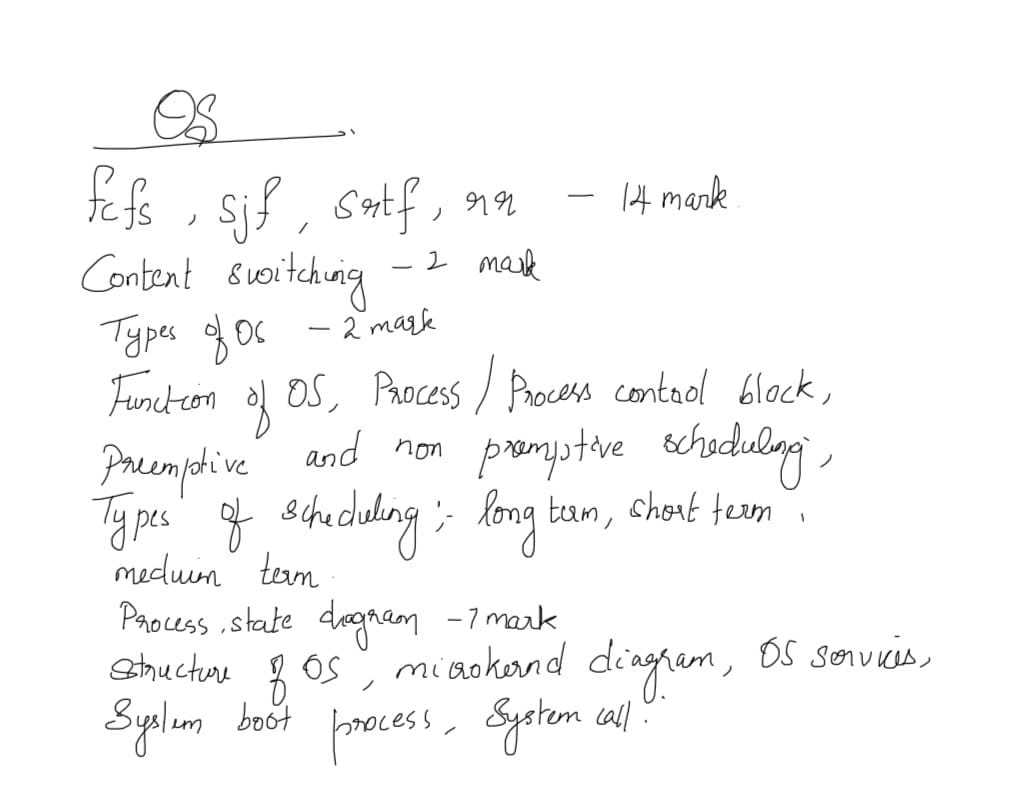 OS
fcfs, sjf, srtf, rr - 14 mark
Content switching - 2 mark
Types of OS - 2 mark
Function of OS, Process / Process control block,
Preemptive and non premptive scheduling,
Types of scheduling :- long term, short term,
meduim term.
Process, state diagram - 7 mark
Structure of OS, microkernel diagram, OS services,
System boot process, System call.